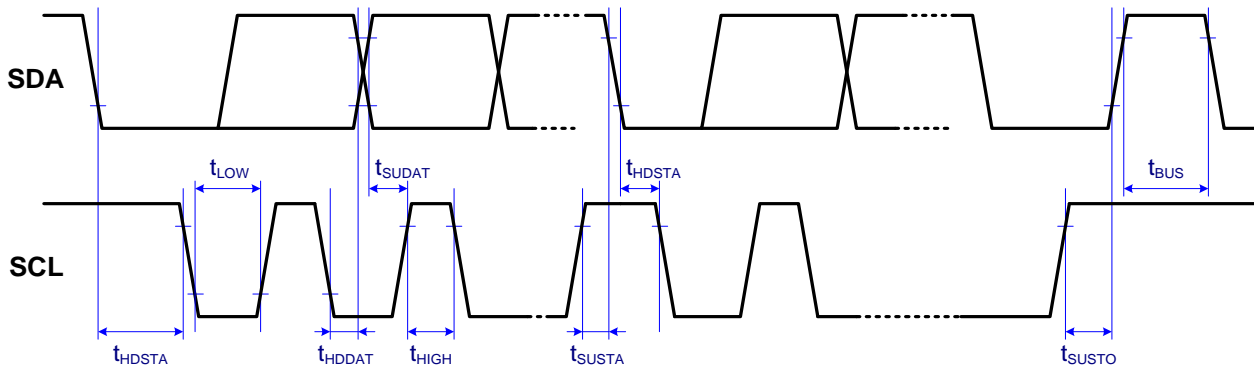 SDA
tLOW
tSUDAT
tHDSTA
tBUS
SCL
tHDSTA
tHDDAT
tHIGH
tSUSTA
tSUSTO